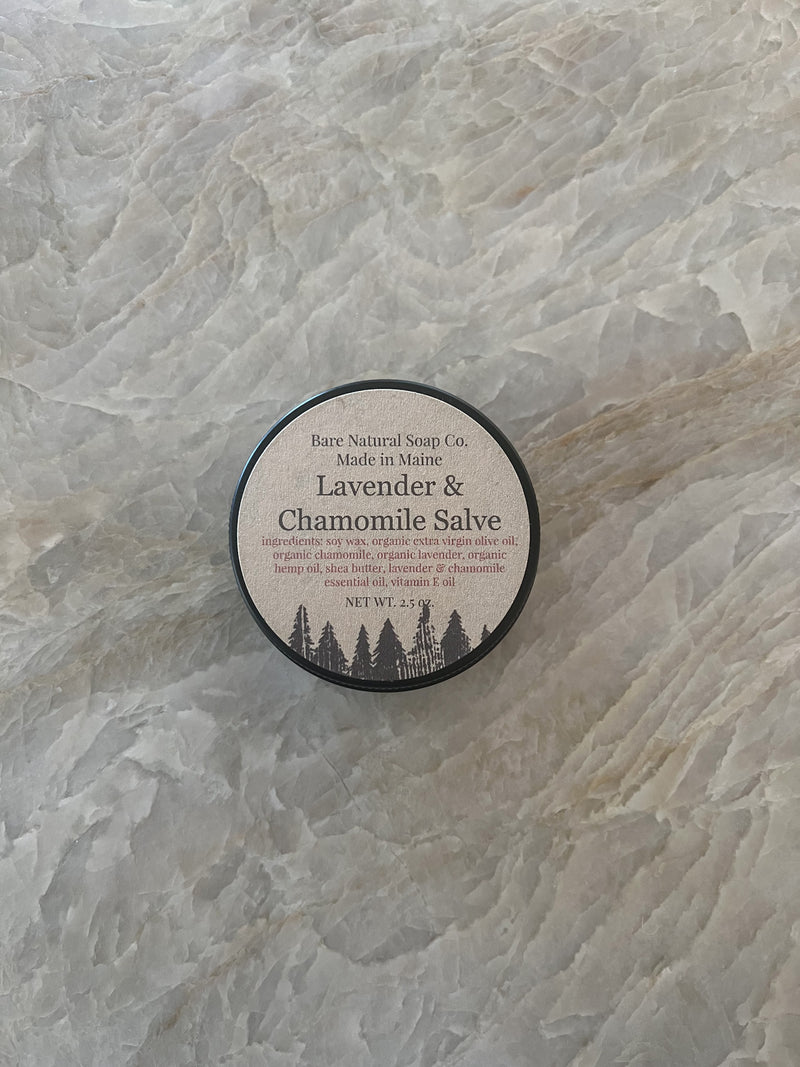 Bare Natural Soap Co.
Made in Maine
Lavender &
Chamomile Salve
ingredients: soy wax, organic extra virgin olive oil,
organic chamomile, organic lavender, organic
hemp oil, shea butter, lavender & chamomile
essential oil, vitamin E oil
NET WT. 2.5 oz.